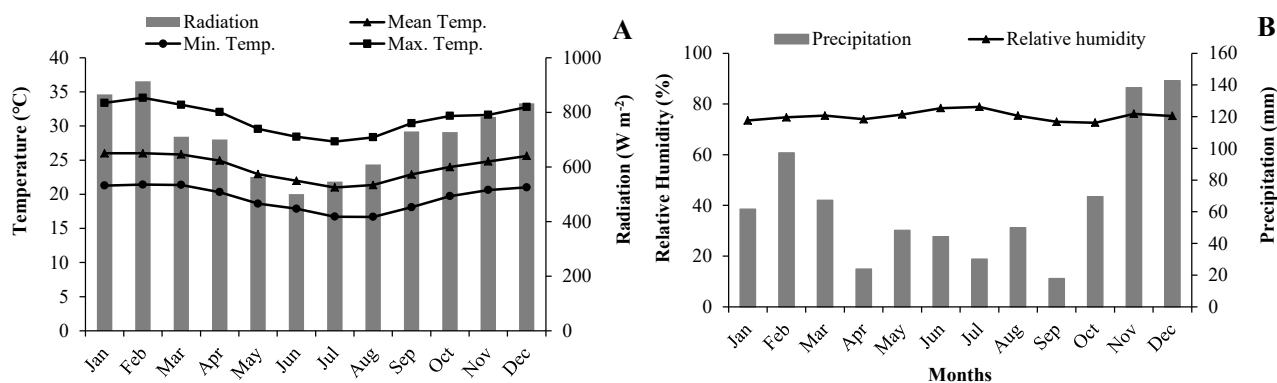 Radiation
Mean Temp.
Min. Temp.
Max. Temp.
A
40
35
30
25
20
15
10
5
0
Temperature (℃)
1000
800
600
400
200
0
Radiation (W m-2)
Jan
Feb
Mar
Apr
May
Jun
Jul
Aug
Sep
Oct
Nov
Dec
B
Precipitation
Relative humidity
100
80
60
40
20
0
Relative Humidity (%)
160
140
120
100
80
60
40
20
0
Precipitation (mm)
Jan
Feb
Mar
Apr
May
Jun
Jul
Aug
Sep
Oct
Nov
Dec
Months